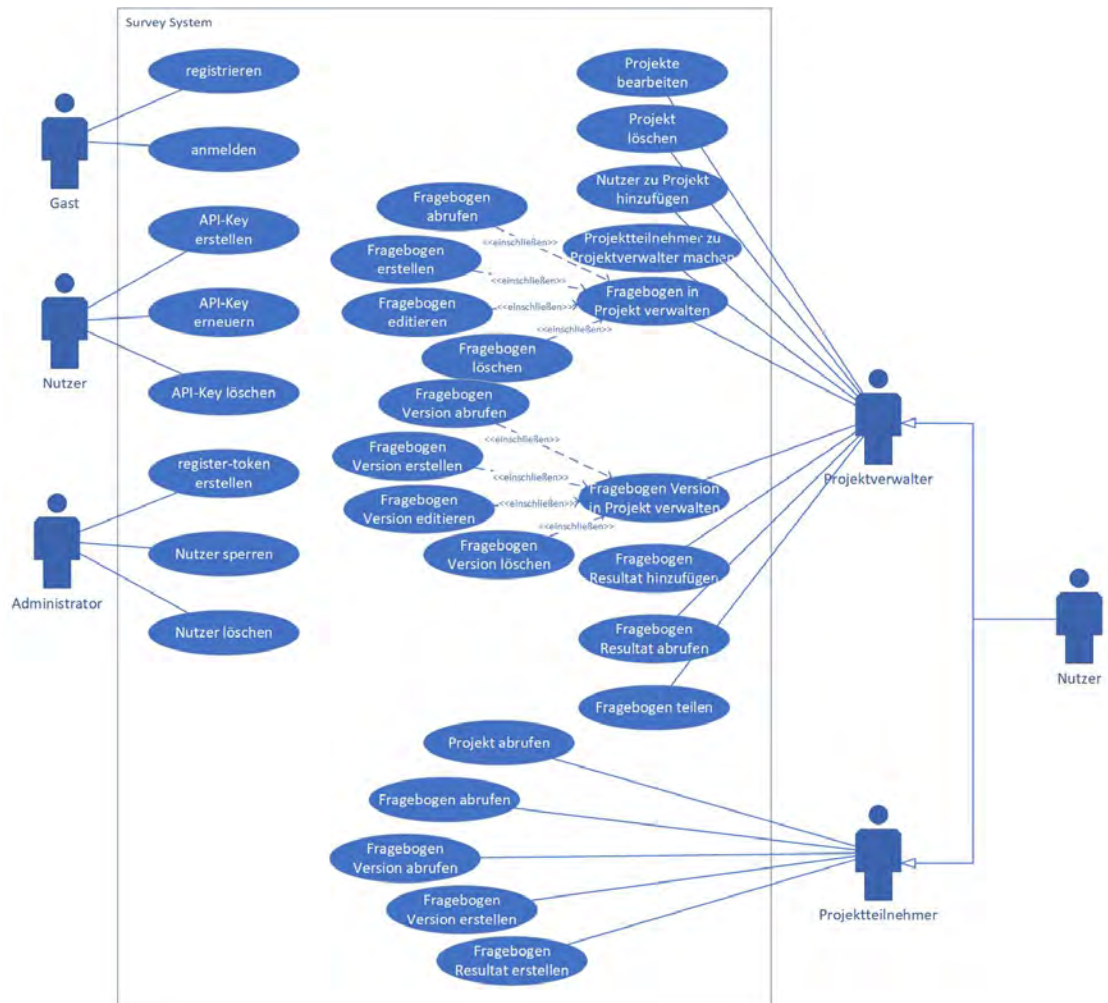 Survey System
registrieren
anmelden
Gast
API-Key
erstellen
API-Key
erneuern
API-Key löschen
Nutzer
register-token
erstellen
Nutzer sperren
Nutzer löschen
Administrator
Fragebogen
abrufen
Fragebogen
erstellen
Fragebogen
editieren
Fragebogen
löschen
<<einschließen>>
<<einschließen>>
<<einschließen>>
<<einschließen>>
Fragebogen
Version abrufen
Fragebogen
Version erstellen
Fragebogen
Version editieren
Fragebogen
Version löschen
<<einschließen>>
<<einschließen>>
<<einschließen>>
<<einschließen>>
Projekte
bearbeiten
Projekt
löschen
Nutzer zu Projekt
hinzufügen
Projektteilnehmer zu
Projektverwalter machen
Fragebogen in
Projekt verwalten
Fragebogen Version
in Projekt verwalten
Fragebogen
Resultat hinzufügen
Fragebogen
Resultat abrufen
Fragebogen teilen
Projektverwalter
Projekt abrufen
Fragebogen abrufen
Fragebogen
Version abrufen
Fragebogen
Version erstellen
Fragebogen
Resultat erstellen
Projektteilnehmer
Nutzer